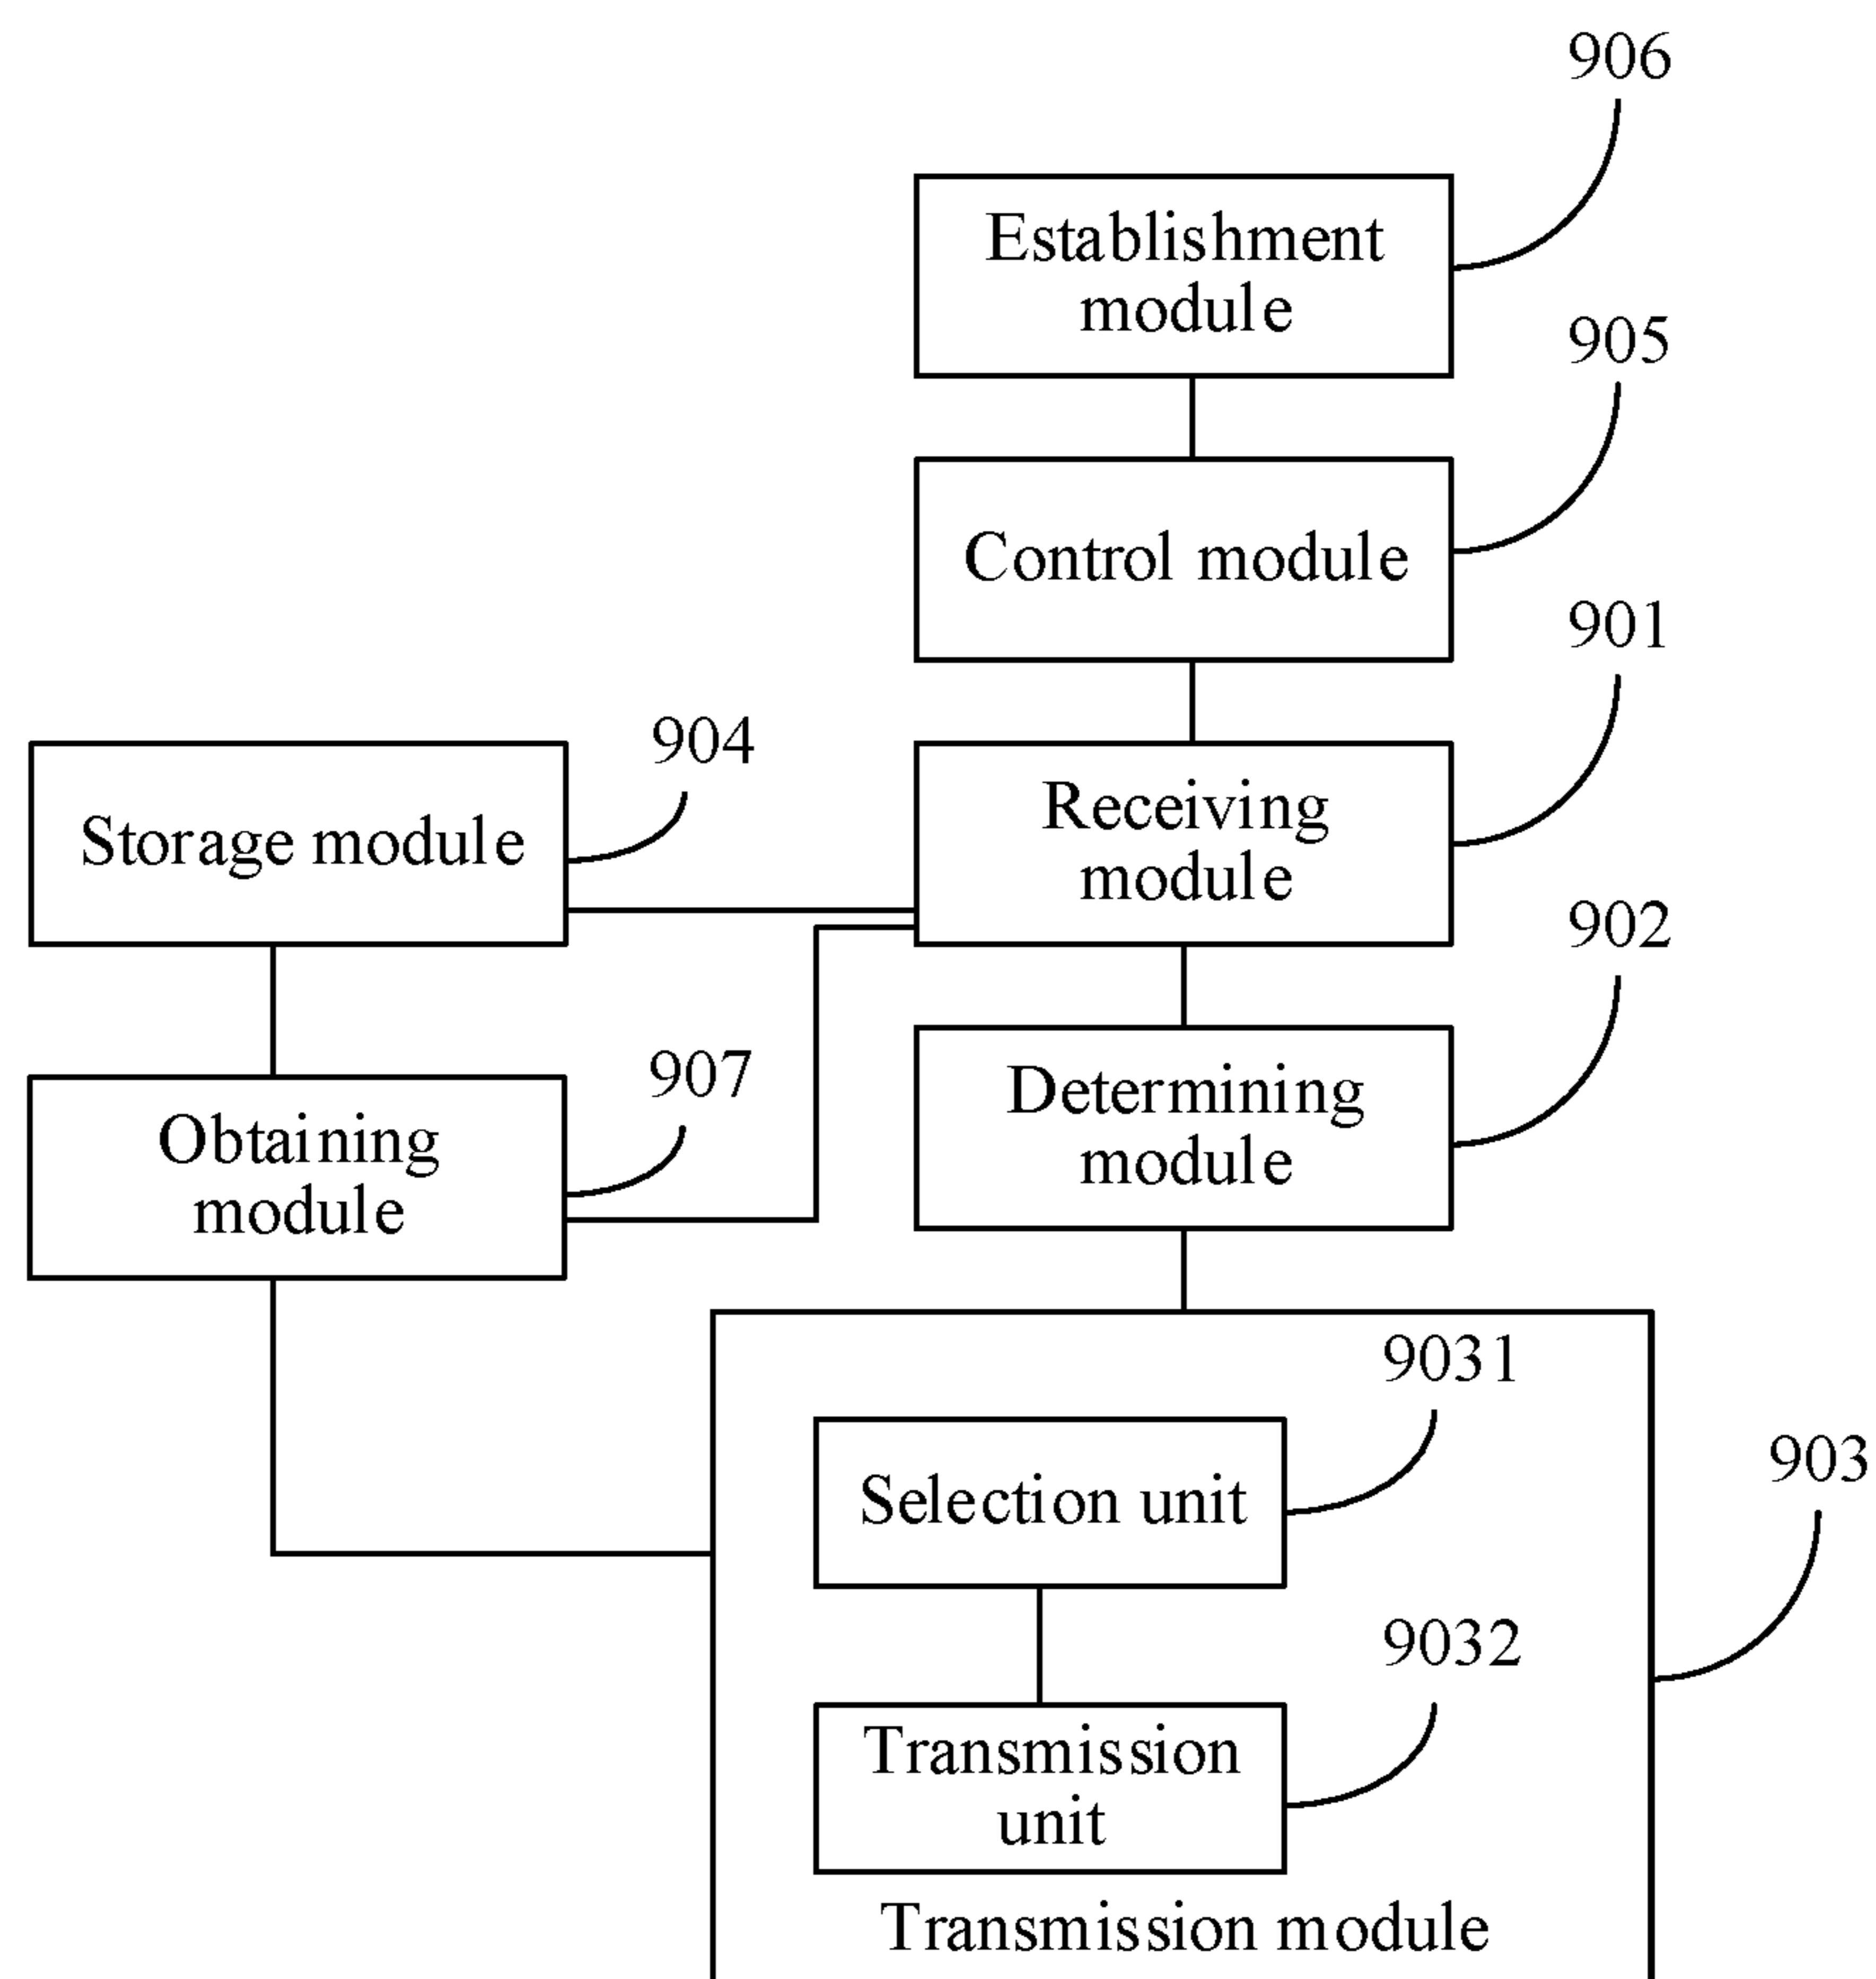 906
Establishment
module
905
Control module
901
904
Receiving
module
Storage module
902
907
Determining
module
Obtaining
module
9031
903
Selection unit
9032
Transmission
unit
Transmission module